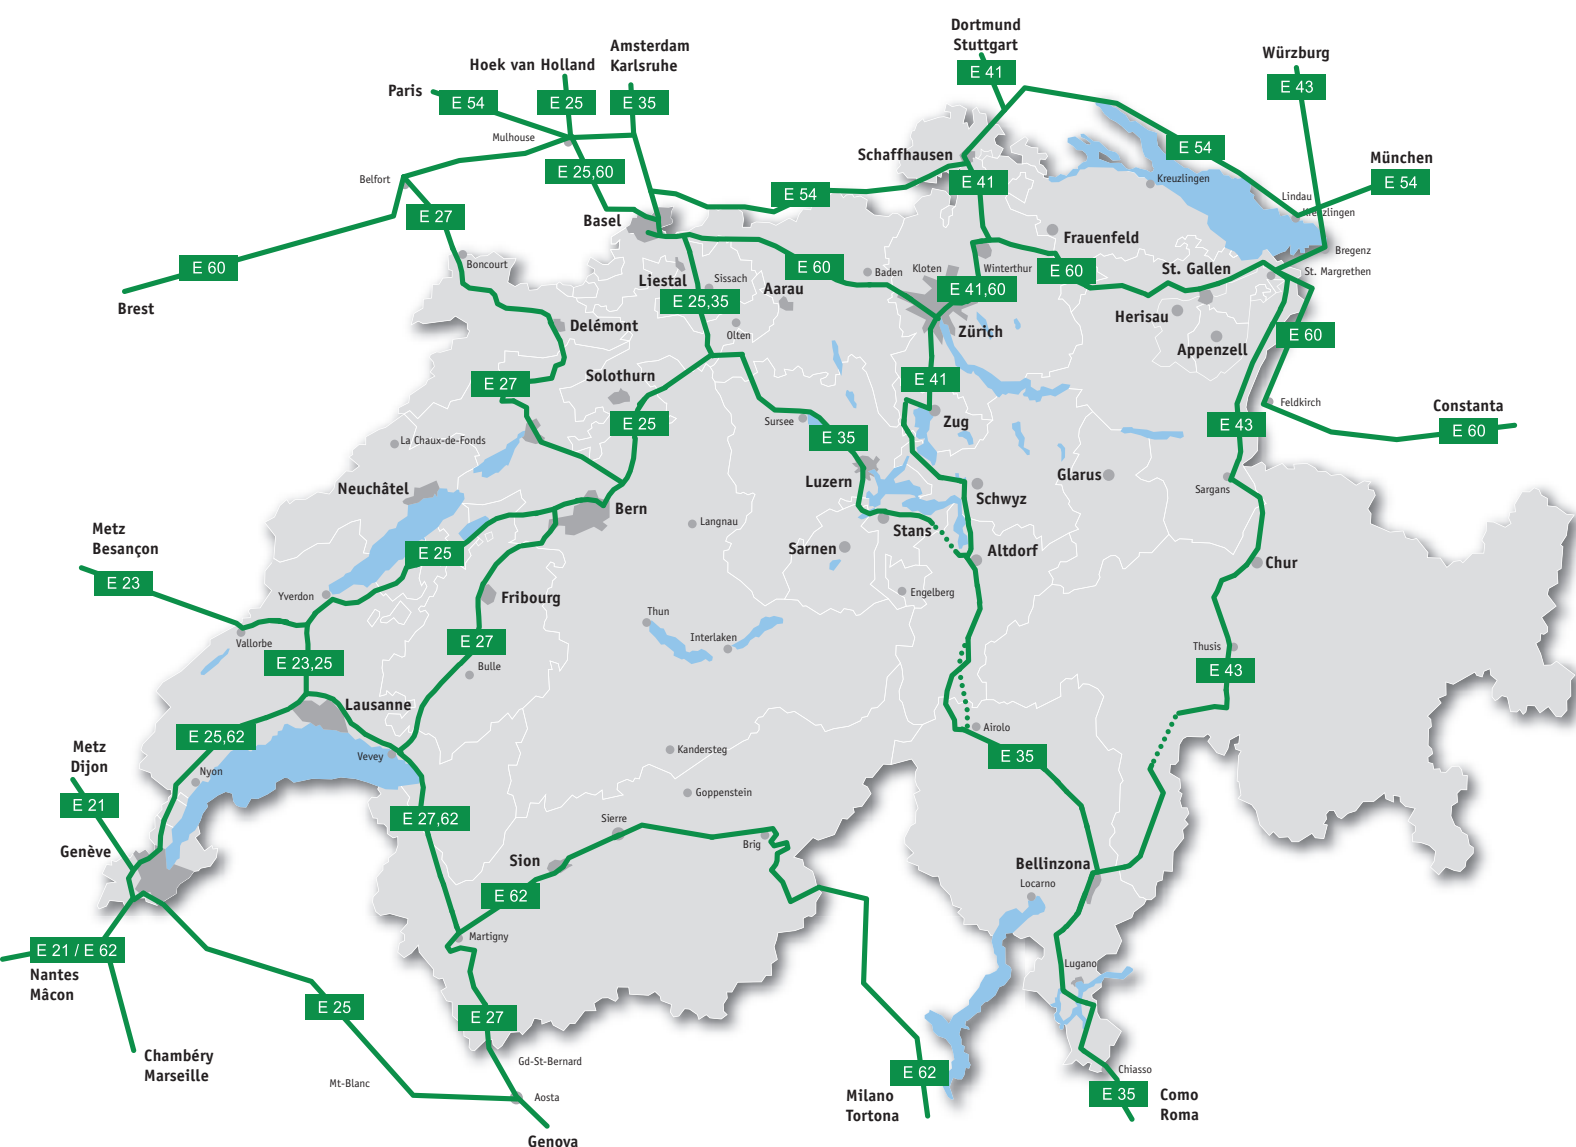 Dortmund
Stuttgart
Amsterdam
Karlsruhe
Würzburg
Hoek van Holland
Paris
E 41
E 43
E 54
E 25
E 35
Mulhouse
Schaffhausen
E 54
München
E 54
Belfort
E 25,60
E 54
E 41
Kreuzlingen
Lindau
Kreuzlingen
E 27
Basel
Frauenfeld
Bregenz
E 60
Boncourt
Liestal
Sissach
E 60
Baden
Kloten
Winterthur
E 60
St. Gallen
St. Margrethen
Brest
Aarau
E 25,35
E 41,60
Herisau
Delémont
Olten
Zürich
Appenzell
E 60
E 27
Solothurn
E 41
Feldkirch
Constanta
E 60
E 25
Sursee
Zug
E 43
La Chaux-de-Fonds
E 35
Neuchâtel
Luzern
Glarus
Sargans
Schwyz
Bern
Metz
Besançon
Langnau
Stans
E 25
Sarnen
Altdorf
Chur
E 23
Yverdon
Fribourg
Engelberg
Thun
Vallorbe
E 27
Interlaken
Thusis
E 23,25
Bulle
E 43
Lausanne
E 25,62
Airolo
Metz
Dijon
Vevey
Kandersteg
E 35
Nyon
Goppenstein
E 21
E 27,62
Sierre
Genève
Brig
Sion
Bellinzona
Locarno
E 62
Martigny
E 21 / E 62
Nantes
Mâcon
Lugano
E 25
E 27
Chambéry
Marseille
Gd-St-Bernard
Mt-Blanc
Aosta
E 62
Milano
Tortona
Chiasso
E 35
Como
Roma
Genova